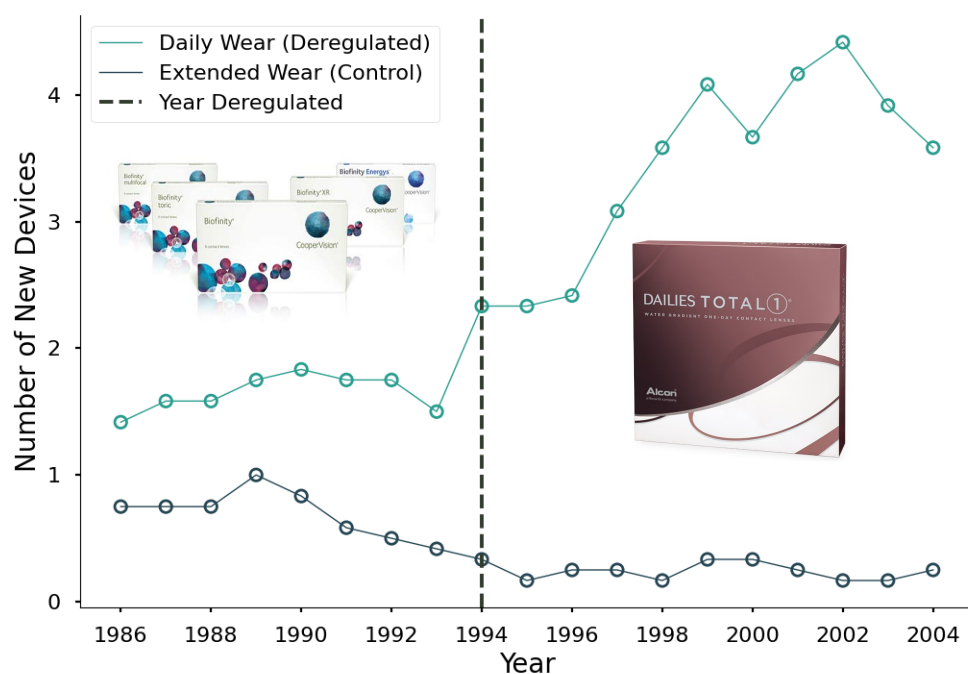 Daily Wear (Deregulated)
Extended Wear (Control)
Year Deregulated
Number of New Devices
4
3
2
1
0
Biofinity
multifocal
Biofinity
toric
Biofinity
CooperVision
Biofinity XR
CooperVision
Biofinity Energys
CooperVision
DAILIES TOTAL 1
WATER GRADIENT ONE-DAY CONTACT LENSES
Alcon
1986 1988 1990 1992 1994 1996 1998 2000 2002 2004
Year